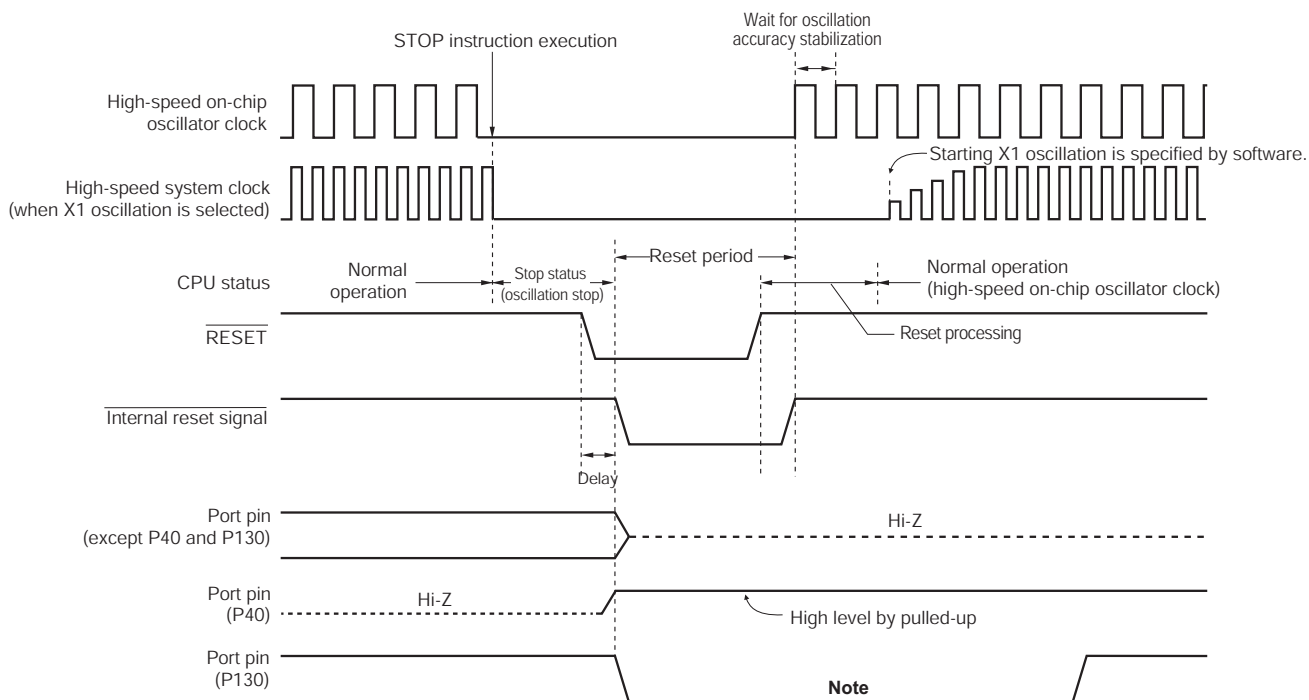 Wait for oscillation
accuracy stabilization
STOP instruction execution
High-speed on-chip
oscillator clock
Starting X1 oscillation is specified by software.
High-speed system clock
(when X1 oscillation is selected)
Reset period
CPU status
Normal
operation
Stop status
(oscillation stop)
Normal operation
(high-speed on-chip oscillator clock)
RESET
Reset processing
Internal reset signal
Delay
Port pin
(except P40 and P130)
Hi-Z
Port pin
(P40)
Hi-Z
High level by pulled-up
Port pin
(P130)
Note